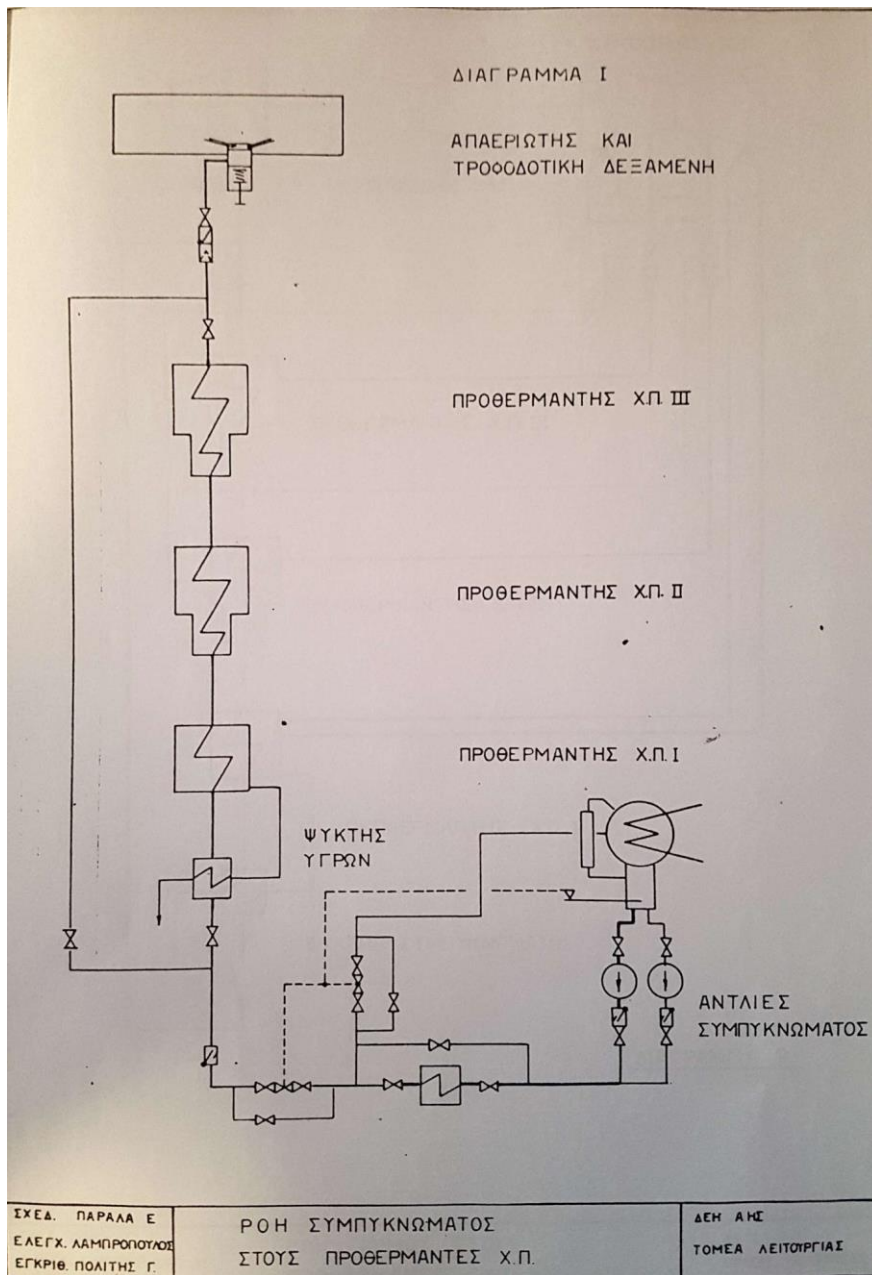 ΔΙΑΓΡΑΜΜΑ I
ΑΠΑΕΡΙΩΤΗΣ ΚΑΙ
ΤΡΟΦΟΔΟΤΙΚΗ ΔΕΞΑΜΕΝΗ
ΠΡΟΘΕΡΜΑΝΤΗΣ Χ.Π. III
ΠΡΟΘΕΡΜΑΝΤΗΣ Χ.Π. II
ΠΡΟΘΕΡΜΑΝΤΗΣ Χ.Π. I
ΨΥΚΤΗΣ
ΥΓΡΩΝ
ΑΝΤΛΙΕΣ
ΣΥΜΠΥΚΝΩΜΑΤΟΣ
ΣΧΕΔ. ΠΑΡΑΛΑ Ε
ΕΛΕΓΧ. ΛΑΜΠΡΟΠΟΥΛΟΣ
ΕΓΚΡΙΘ. ΠΟΛΙΤΗΣ Γ.
ΡΟΗ ΣΥΜΠΥΚΝΩΜΑΤΟΣ
ΣΤΟΥΣ ΠΡΟΘΕΡΜΑΝΤΕΣ Χ.Π.
ΔΕΗ ΑΗΣ
ΤΟΜΕΑ ΛΕΙΤΟΥΡΓΙΑΣ